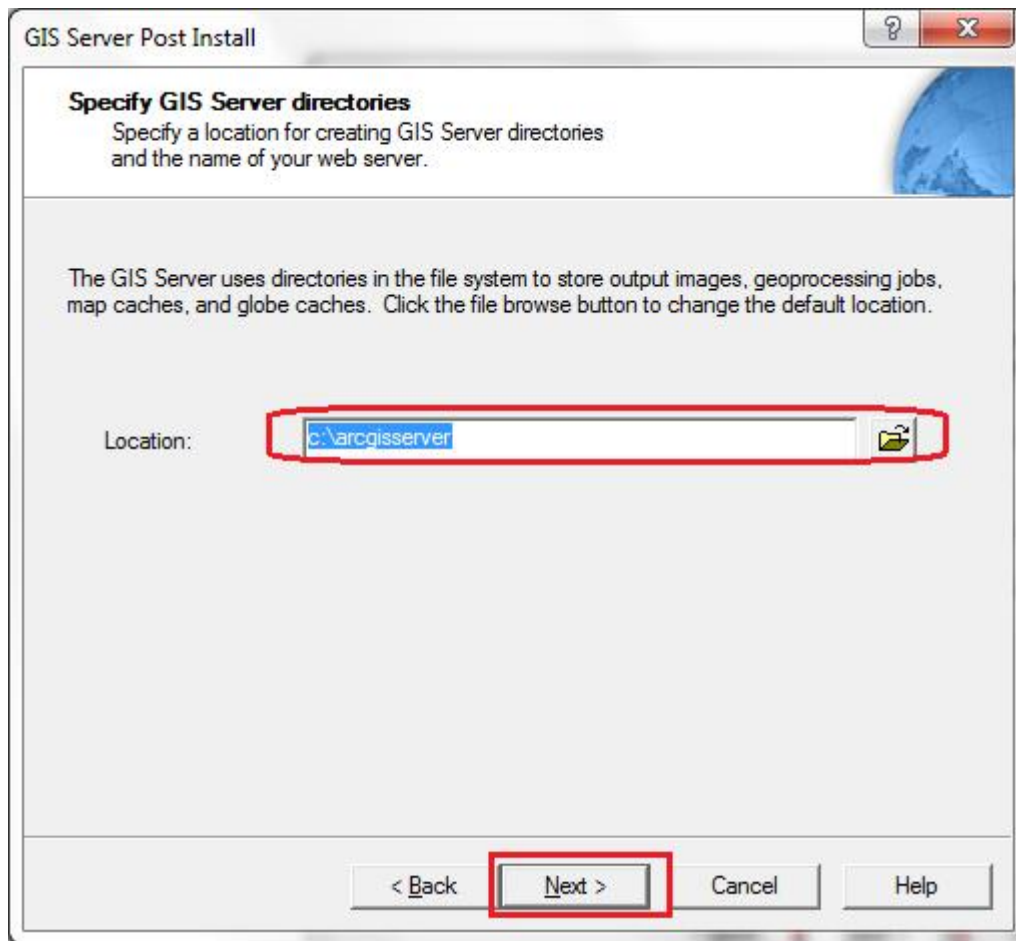 GIS Server Post Install
Specify GIS Server directories
Specify a location for creating GIS Server directories
and the name of your web server.
The GIS Server uses directories in the file system to store output images, geoprocessing jobs,
map caches, and globe caches. Click the file browse button to change the default location.
Location:
c:\arcgisserver
< Back
Next >
Cancel
Help